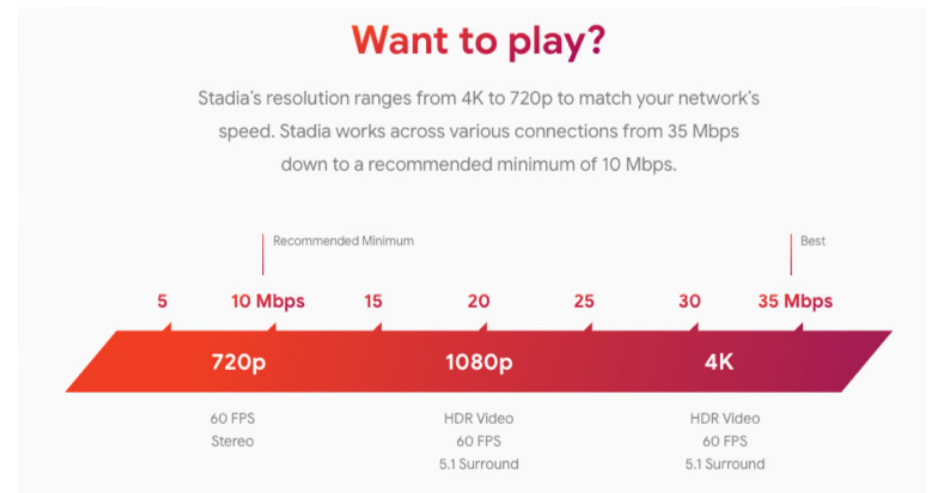 Want to play?
Stadia's resolution ranges from 4K to 720p to match your network's
speed. Stadia works across various connections from 35 Mbps
down to a recommended minimum of 10 Mbps.
Recommended Minimum
Best
5 10 Mbps 15 20 25 30 35 Mbps
720p 1080p 4K
60 FPS HDR Video HDR Video
Stereo 60 FPS 60 FPS
5.1 Surround 5.1 Surround